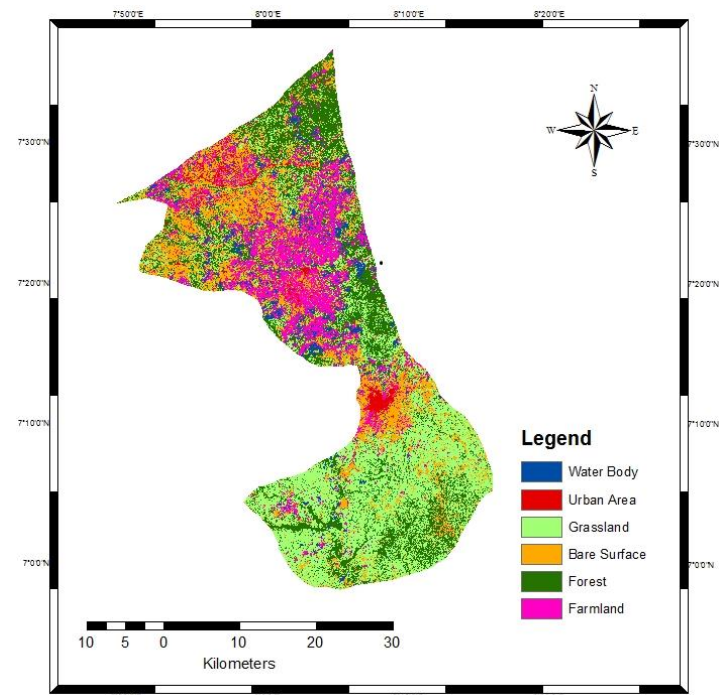 7°50'0"E 8°0'0"E 8°10'0"E 8°20'0"E
N
W E
S
7°30'0"N 7°30'0"N
7°20'0"N 7°20'0"N
7°10'0"N 7°10'0"N
7°0'0"N 7°0'0"N
Legend
Water Body
Urban Area
Grassland
Bare Surface
Forest
Farmland
10 5 0 10 20 30
Kilometers